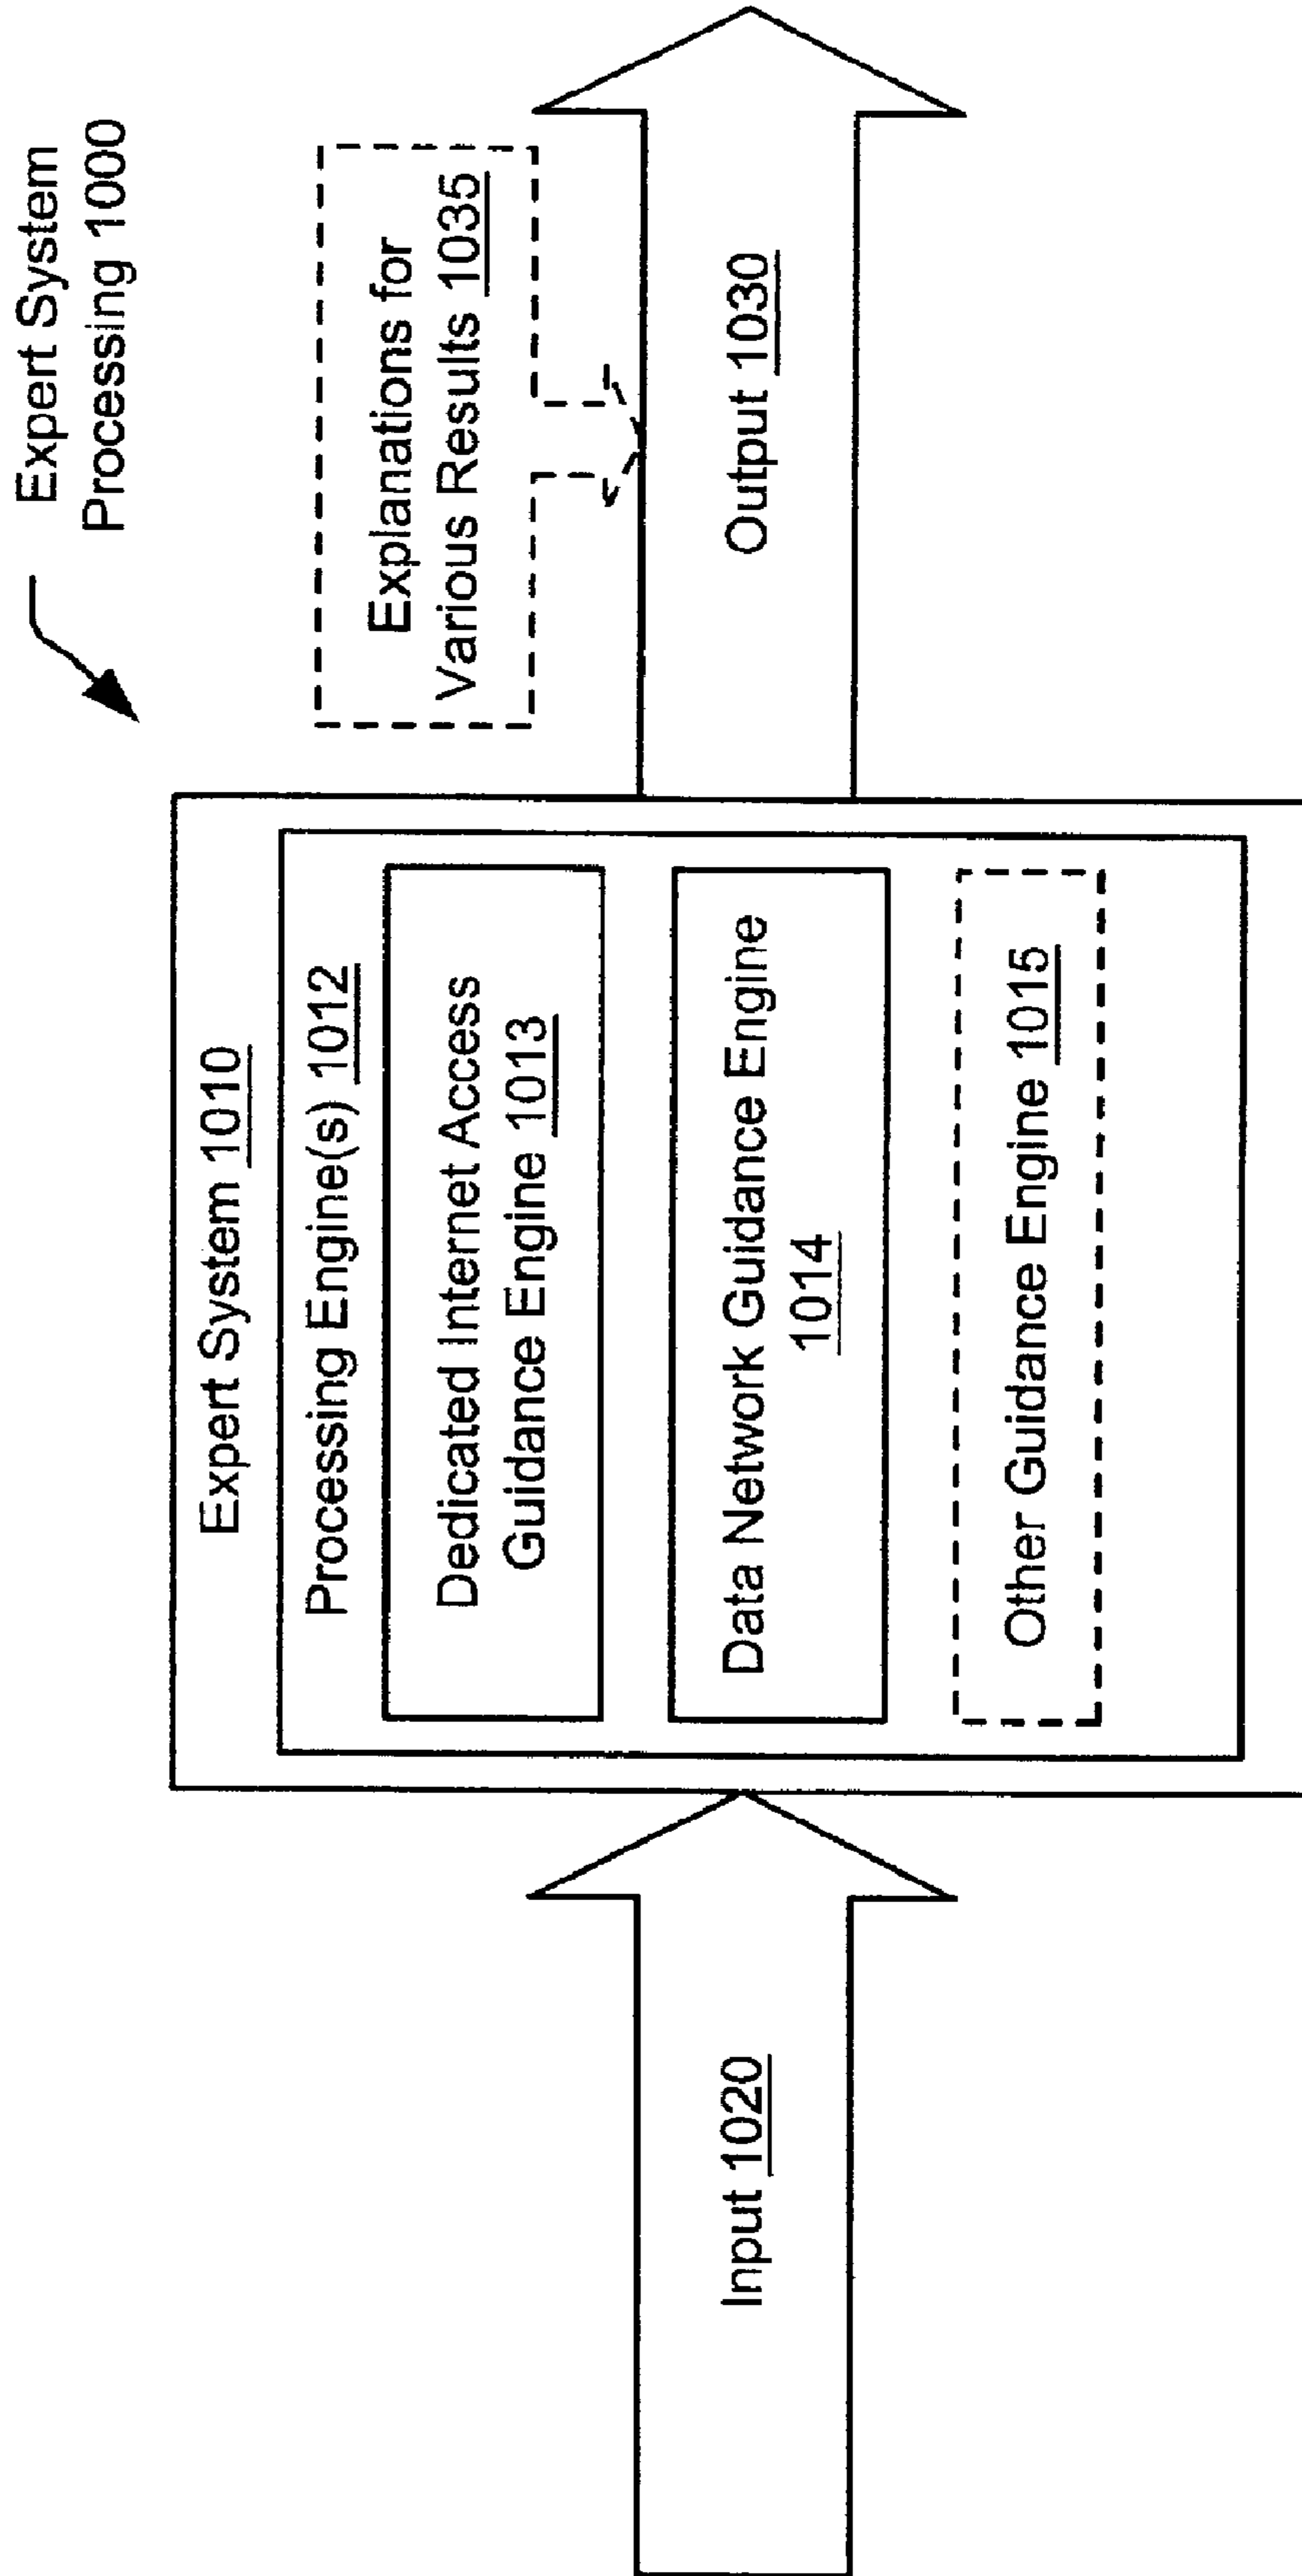 Expert System
Processing 1000
Expert System 1010
Processing Engine(s) 1012
Dedicated Internet Access
Guidance Engine 1013
Data Network Guidance Engine
1014
Other Guidance Engine 1015
Input 1020
Explanations for
Various Results 1035
Output 1030